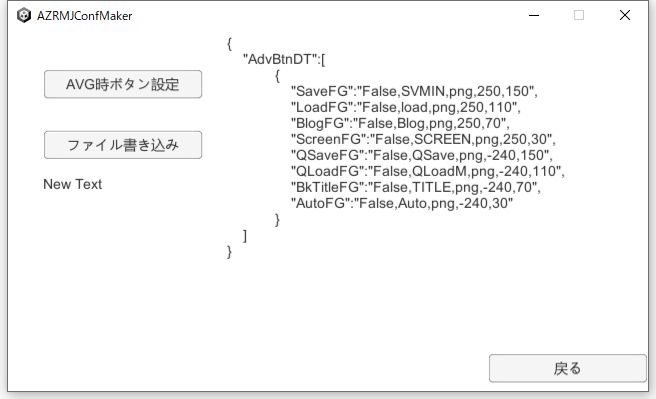 AZRMJConfMaker
AVG時ボタン設定
ファイル書き込み
New Text
{
"AdvBtnDT":[
{
"SaveFG":"False,SVMIN,png,250,150",
"LoadFG":"False,load,png,250,110",
"BlogFG":"False,Blog,png,250,70",
"ScreenFG":"False,SCREEN,png,250,30",
"QSaveFG":"False,QSave,png,-240,150",
"QLoadFG":"False,QLoadM,png,-240,110",
"BkTitleFG":"False,TITLE,png,-240,70",
"AutoFG":"False,Auto,png,-240,30"
}
]
}
戻る